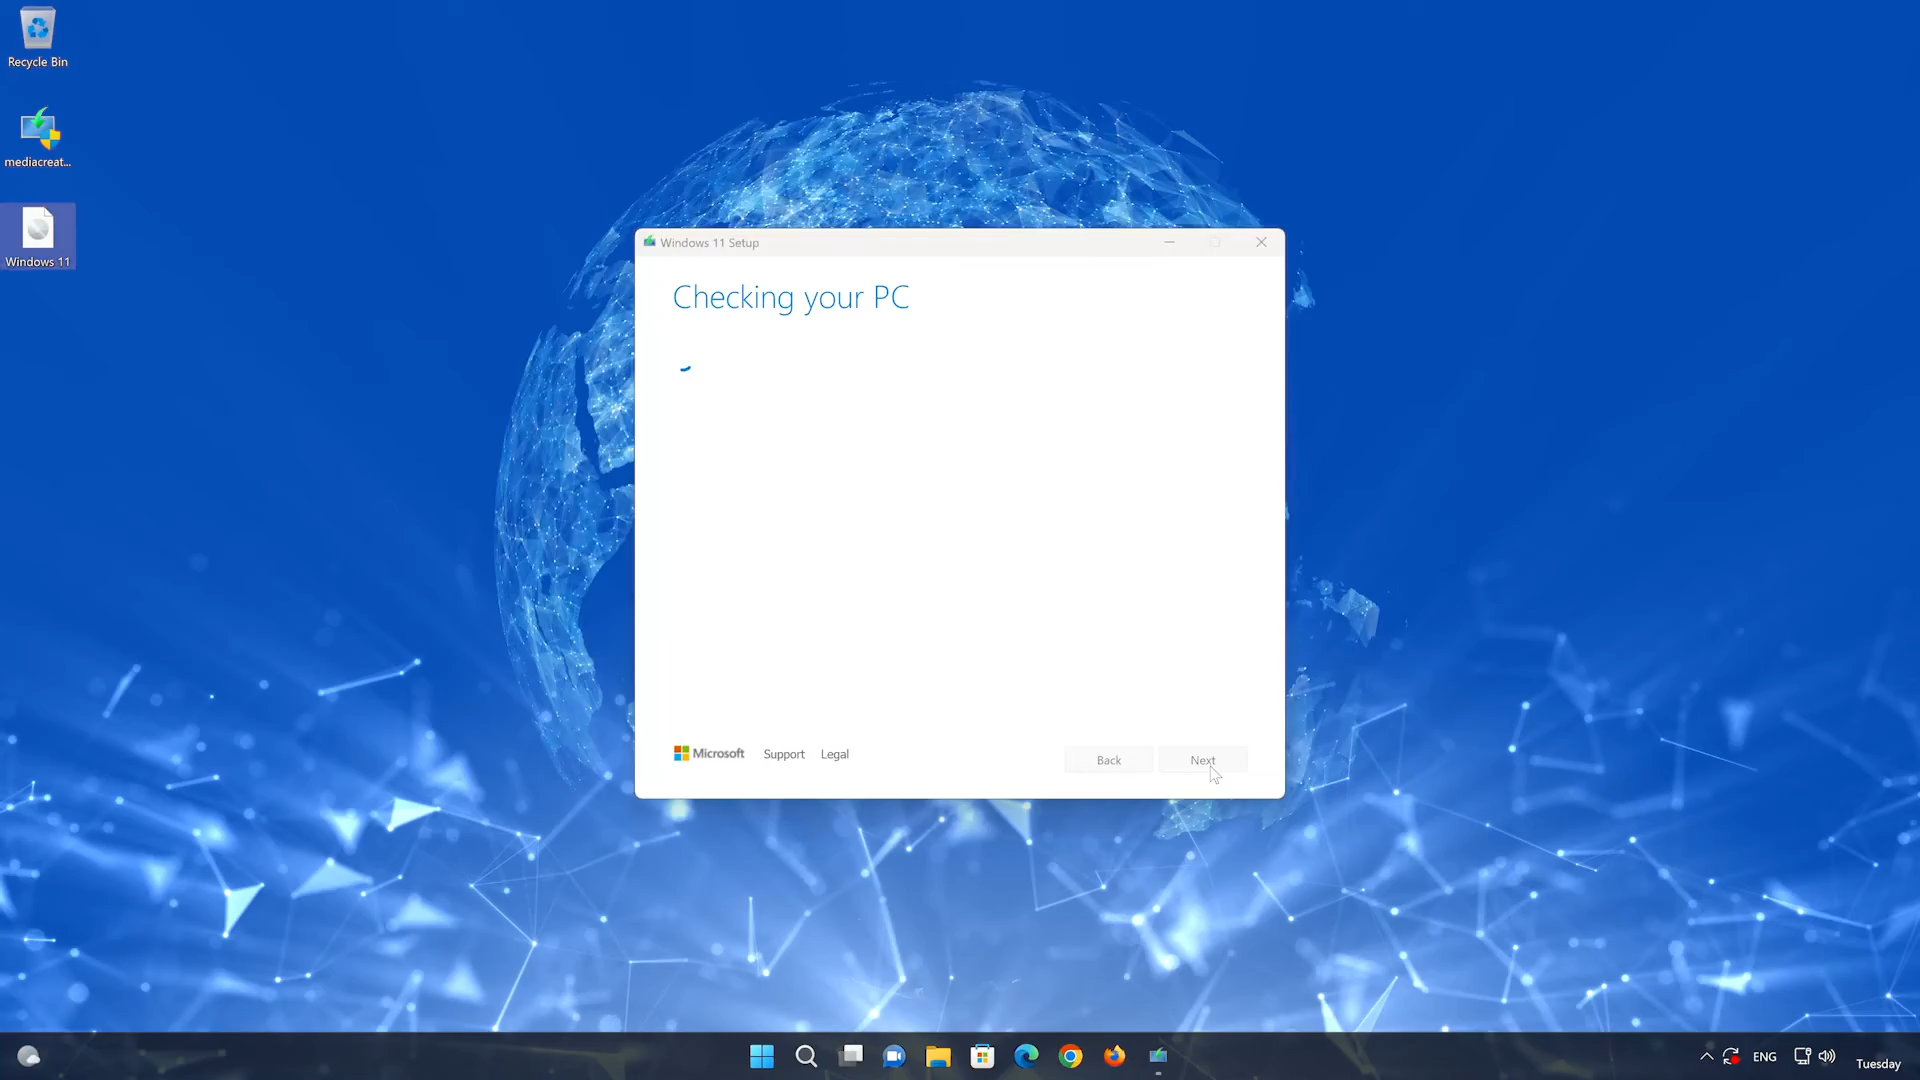 Recycle Bin
mediacreat...
Windows 11
Windows 11 Setup
Checking your PC
Microsoft
Support
Legal
Back
Next
ENG
Tuesday